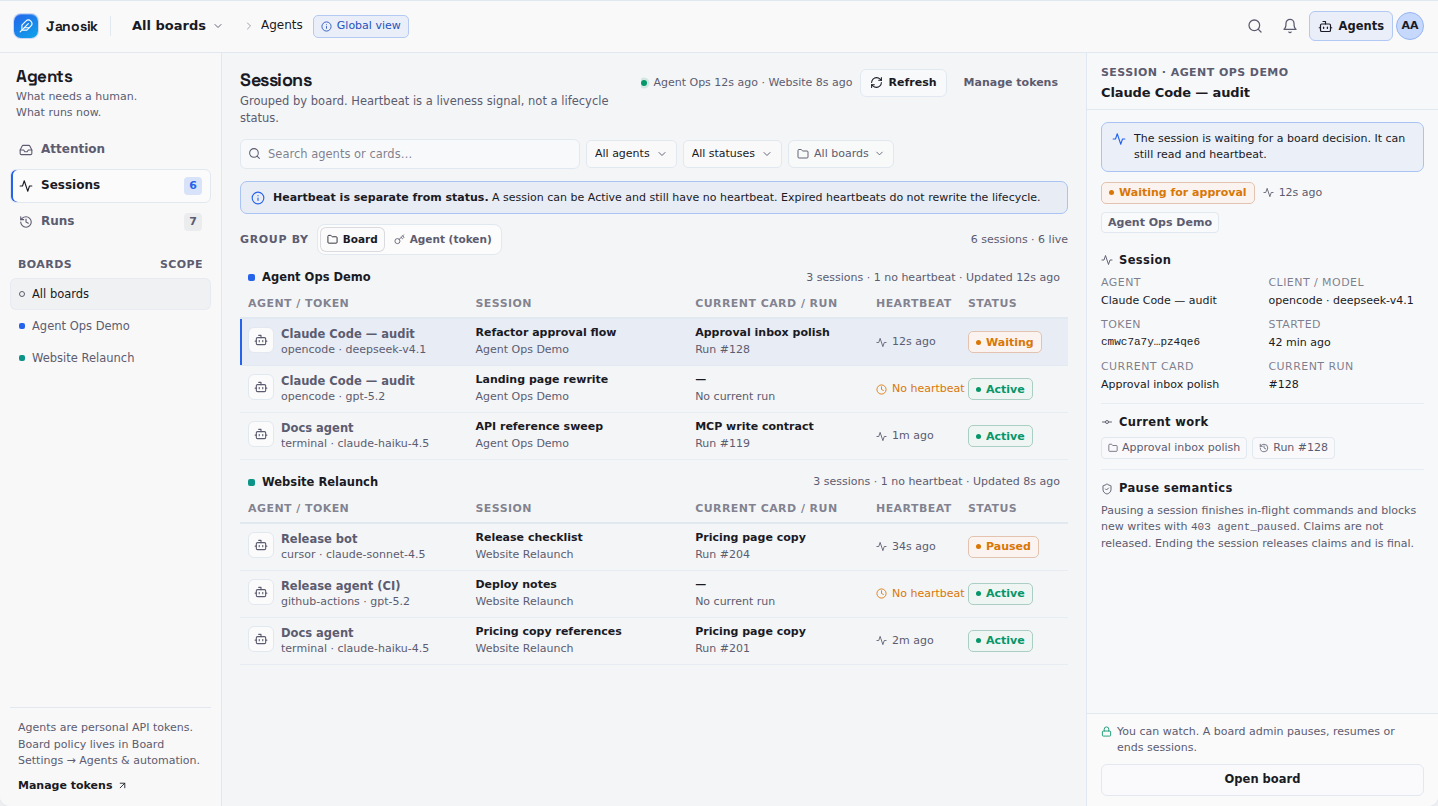 Janosik
All boards
Agents
Global view
Agents
AA
Agents
What needs a human.
What runs now.
Attention
Sessions 6
Runs 7
BOARDS SCOPE
All boards
Agent Ops Demo
Website Relaunch
Agents are personal API tokens.
Board policy lives in Board
Settings → Agents & automation.
Manage tokens
Sessions
Grouped by board. Heartbeat is a liveness signal, not a lifecycle
status.
Agent Ops 12s ago · Website 8s ago
Refresh
Manage tokens
Search agents or cards...
All agents
All statuses
All boards
Heartbeat is separate from status. A session can be Active and still have no heartbeat. Expired heartbeats do not rewrite the lifecycle.
GROUP BY Board Agent (token)
6 sessions · 6 live
Agent Ops Demo
3 sessions · 1 no heartbeat · Updated 12s ago
AGENT / TOKEN SESSION CURRENT CARD / RUN HEARTBEAT STATUS
Claude Code — audit Refactor approval flow Approval inbox polish
opencode · deepseek-v4.1 Agent Ops Demo Run #128
12s ago Waiting
Claude Code — audit Landing page rewrite —
opencode · gpt-5.2 Agent Ops Demo No current run
No heartbeat Active
Docs agent API reference sweep MCP write contract
terminal · claude-haiku-4.5 Agent Ops Demo Run #119
1m ago Active
Website Relaunch
3 sessions · 1 no heartbeat · Updated 8s ago
AGENT / TOKEN SESSION CURRENT CARD / RUN HEARTBEAT STATUS
Release bot Release checklist Pricing page copy
cursor · claude-sonnet-4.5 Website Relaunch Run #204
34s ago Paused
Release agent (CI) Deploy notes —
github-actions · gpt-5.2 Website Relaunch No current run
No heartbeat Active
Docs agent Pricing copy references Pricing page copy
terminal · claude-haiku-4.5 Website Relaunch Run #201
2m ago Active
SESSION · AGENT OPS DEMO
Claude Code — audit
The session is waiting for a board decision. It can
still read and heartbeat.
Waiting for approval 12s ago
Agent Ops Demo
Session
AGENT CLIENT / MODEL
Claude Code — audit opencode · deepseek-v4.1
TOKEN STARTED
cmwc7a7y…pz4qe6 42 min ago
CURRENT CARD CURRENT RUN
Approval inbox polish #128
Current work
Approval inbox polish Run #128
Pause semantics
Pausing a session finishes in-flight commands and blocks
new writes with 403 agent_paused. Claims are not
released. Ending the session releases claims and is final.
You can watch. A board admin pauses, resumes or
ends sessions.
Open board